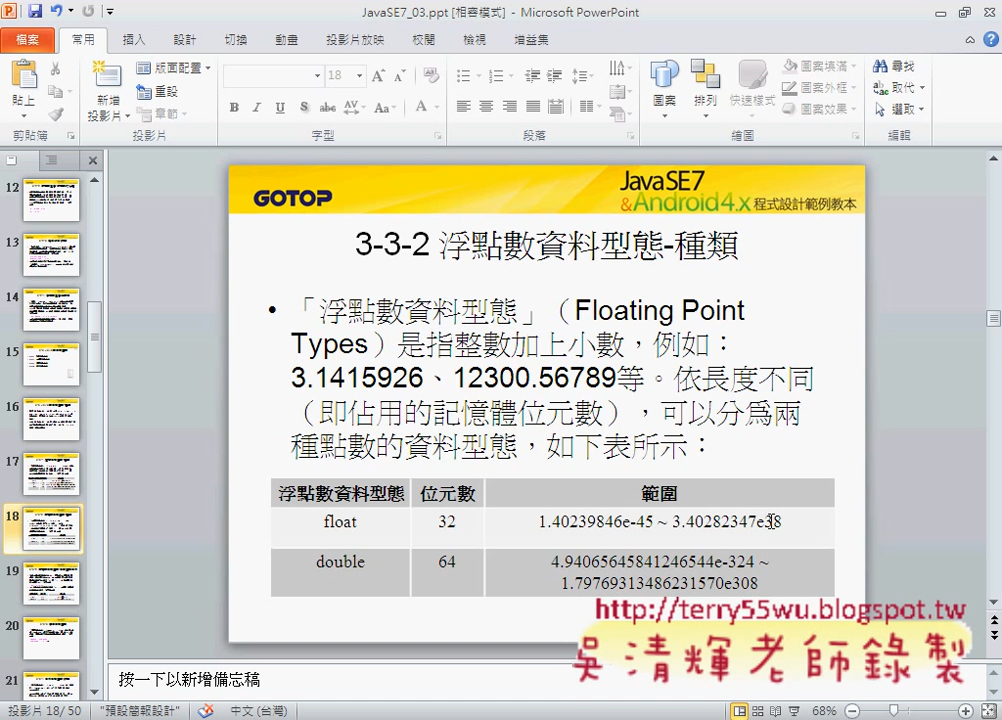 JavaSE7_03.ppt [相容模式] - Microsoft PowerPoint
檔案 常用 插入 設計 切換 動畫 投影片放映 校閱 檢視 增益集
貼上 新增 投影片 版面配置 重設 章節 18 圖案 排列 快速樣式 圖案填滿 圖案外框 圖案效果 尋找 取代 選取
剪貼簿 投影片 字型 段落 繪圖 編輯
12
13
14
15
16
17
18
19
20
21
GOTOP
JavaSE7
&Android4.x 程式設計範例教本
3-3-2 浮點數資料型態-種類
• 「浮點數資料型態」（Floating Point
Types）是指整數加上小數，例如：
3.1415926、12300.56789等。依長度不同
（即佔用的記憶體位元數），可以分為兩
種點數的資料型態，如下表所示：
浮點數資料型態 位元數 範圍
float 32 1.40239846e-45 ~ 3.40282347e38
double 64 4.94065645841246544e-324 ~
1.79769313486231570e308
http://terry55wu.blogspot.tw
吳清輝老師錄製
按一下以新增備忘稿
投影片 18/50 "預設簡報設計" 中文 (台灣) 68%